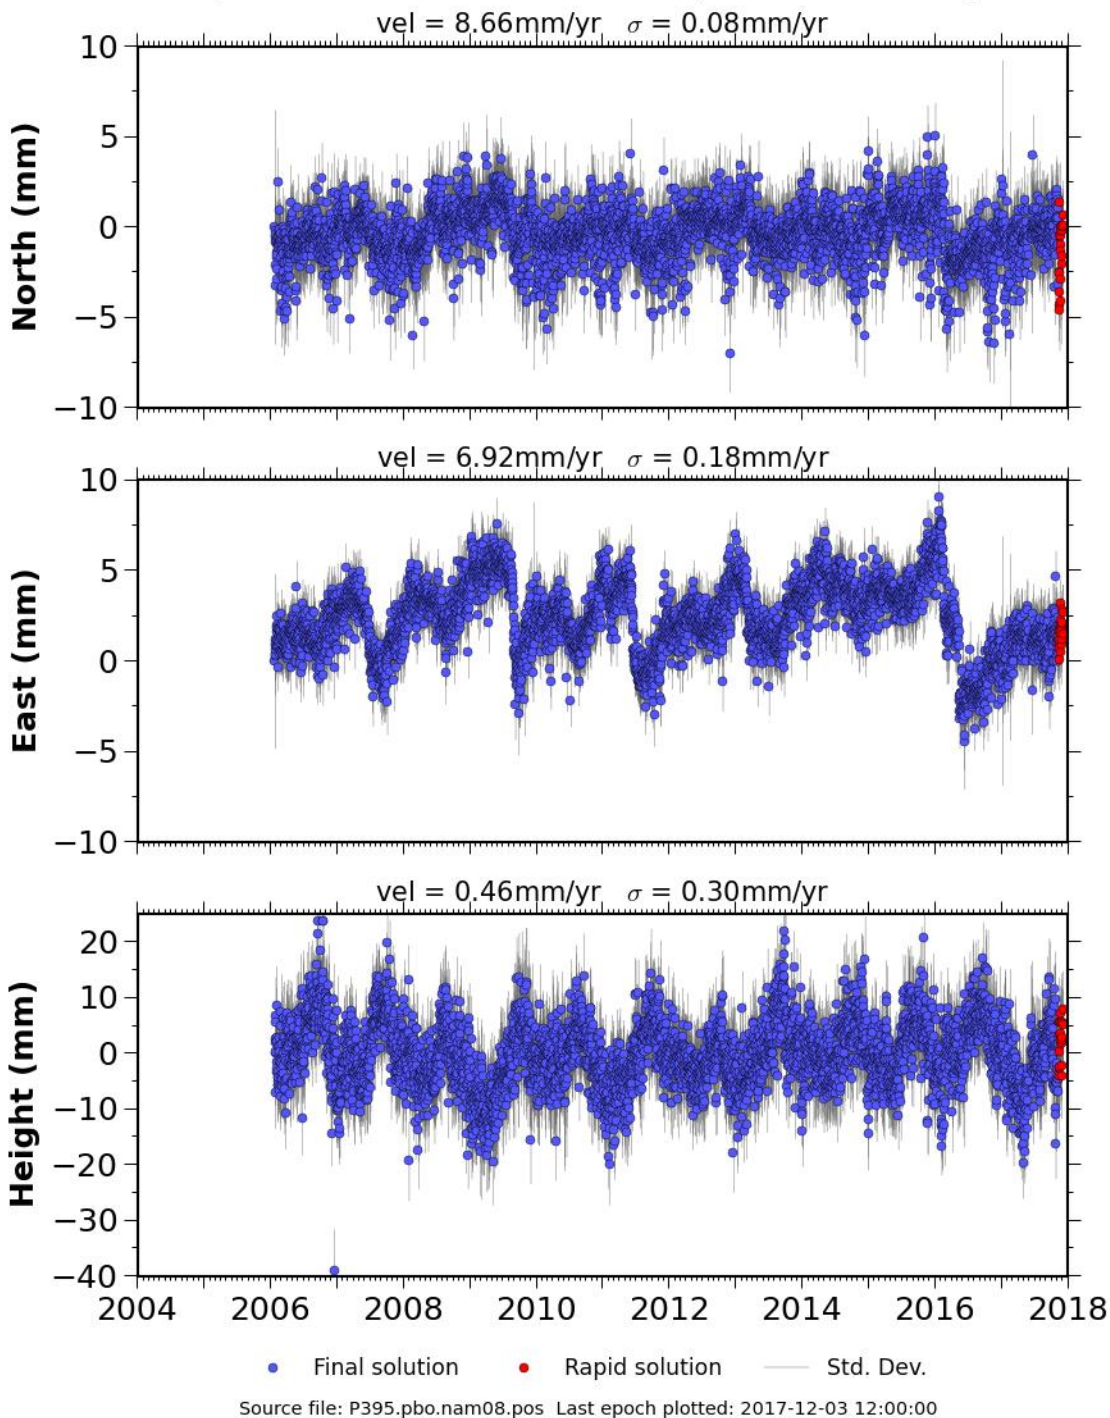 vel = 8.66mm/yr σ = 0.08mm/yr
10
5
0
−5
−10
North (mm)
vel = 6.92mm/yr σ = 0.18mm/yr
10
5
0
−5
−10
East (mm)
vel = 0.46mm/yr σ = 0.30mm/yr
20
10
0
−10
−20
−30
−40
Height (mm)
2004 2006 2008 2010 2012 2014 2016 2018
Final solution Rapid solution Std. Dev.
Source file: P395.pbo.nam08.pos Last epoch plotted: 2017-12-03 12:00:00